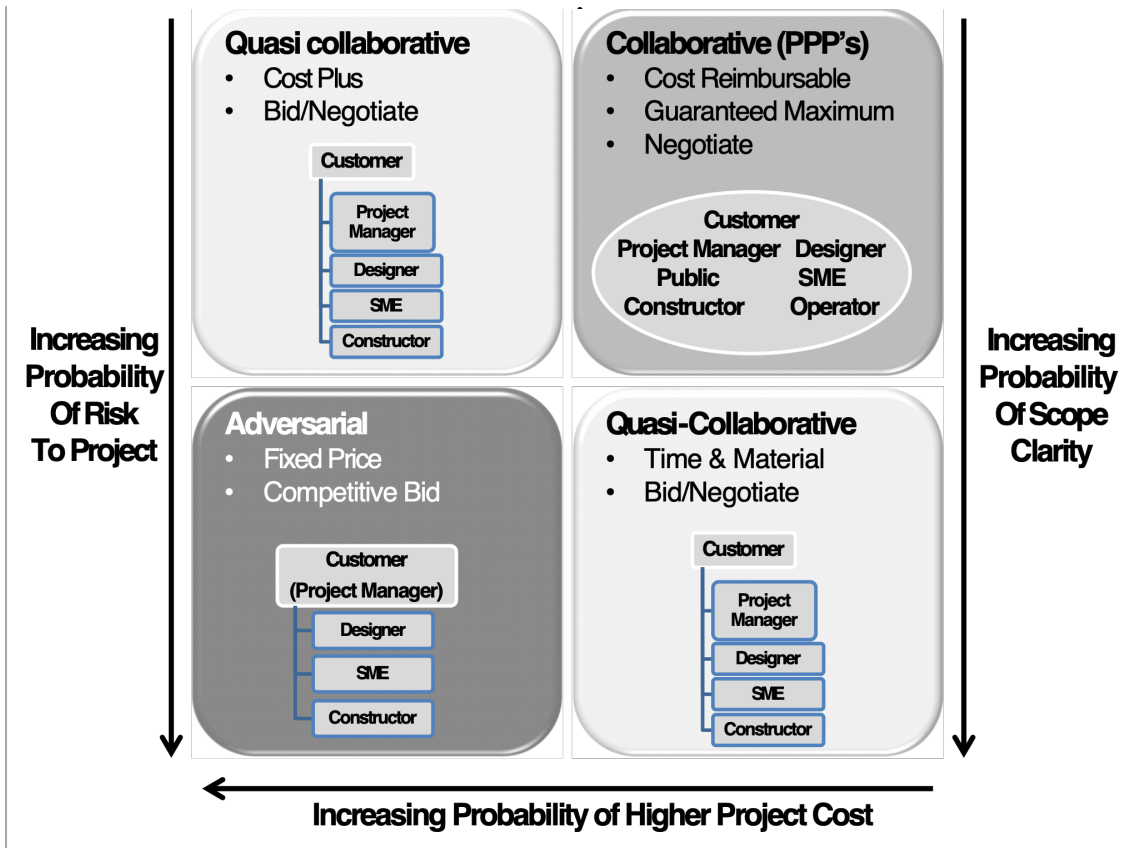 Quasi collaborative
• Cost Plus
• Bid/Negotiate
Customer
Project
Manager
Designer
SME
Constructor
Collaborative (PPP's)
• Cost Reimbursable
• Guaranteed Maximum
• Negotiate
Customer
Project Manager Designer
Public SME
Constructor Operator
Increasing
Probability
Of Risk
To Project
Increasing
Probability
Of Scope
Clarity
Adversarial
• Fixed Price
• Competitive Bid
Customer
(Project Manager)
Designer
SME
Constructor
Quasi-Collaborative
• Time & Material
• Bid/Negotiate
Customer
Project
Manager
Designer
SME
Constructor
Increasing Probability of Higher Project Cost